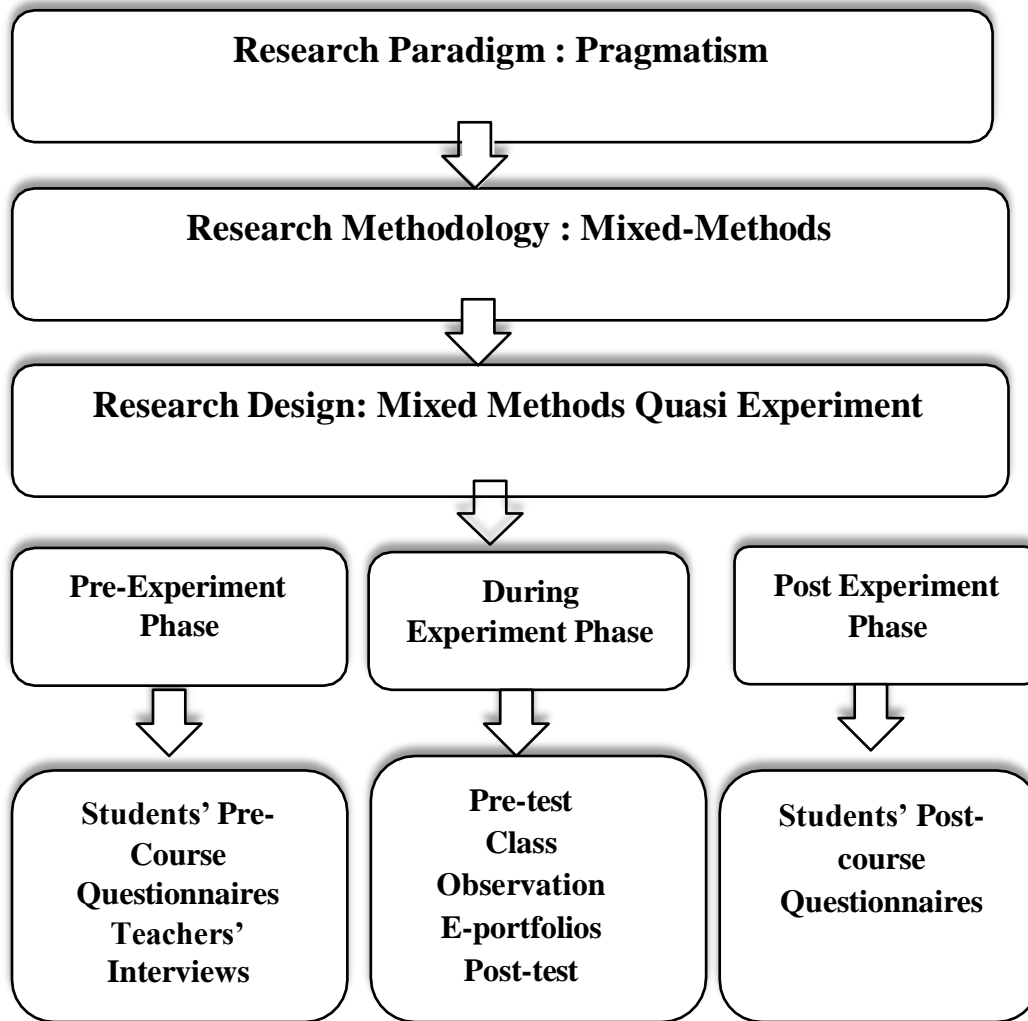 Research Paradigm : Pragmatism
Research Methodology : Mixed-Methods
Research Design: Mixed Methods Quasi Experiment
Pre-Experiment
Phase
During
Experiment Phase
Post Experiment
Phase
Students’ Pre-
Course
Questionnaires
Teachers’
Interviews
Pre-test
Class
Observation
E-portfolios
Post-test
Students’ Post-
course
Questionnaires